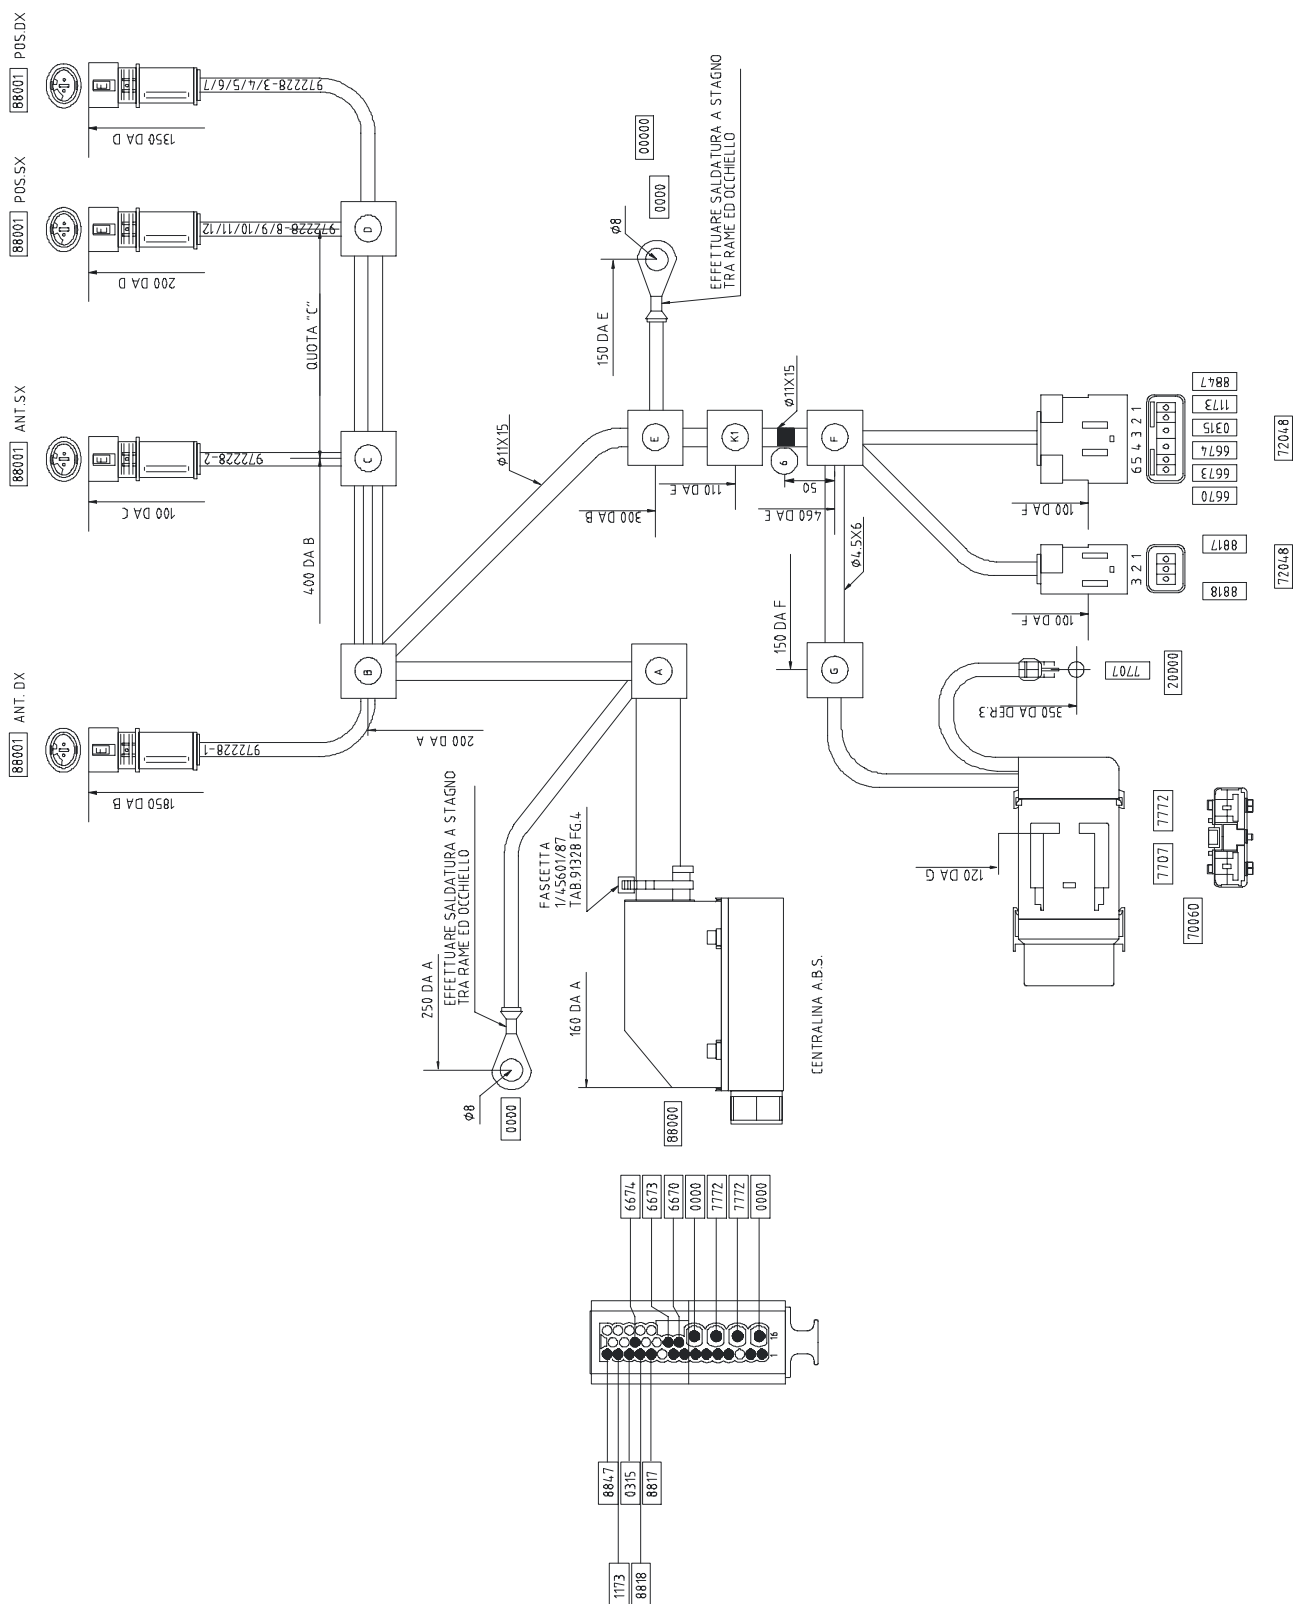 88001 POS.DX
972228-3/4/5/6/7
1350 DA D
88001 POS.SX
972228-8/9/10/11/12
200 DA D
D
QUOTA "C"
88001 ANT.SX
972228-2
100 DA C
C
400 DA B
88001 ANT. DX
972228-1
1850 DA B
B
200 DA A
Ø11X15
00000
0000
Ø8
EFFETTUARE SALDATURA A STAGNO
TRA RAME ED OCCHIELLO
150 DA E
E
K1
F
6
Ø11X15
300 DA B
110 DA E
50
460 DA E
Ø4.5X6
150 DA F
G
A
100 DA F
6 5 4 3 2 1
8847
1173
0315
6674
6673
6670
72048
100 DA F
3 2 1
8817
8818
72048
7707
20000
350 DA DER.3
120 DA G
7772
7707
70060
EFFETTUARE SALDATURA A STAGNO
TRA RAME ED OCCHIELLO
250 DA A
Ø8
0000
FASCETTA
1/45601/87
TAB.91328 FG.4
160 DA A
CENTRALINA A.B.S.
88000
6674
6673
6670
0000
7772
7772
0000
16
1
8847
0315
8817
1173
8818